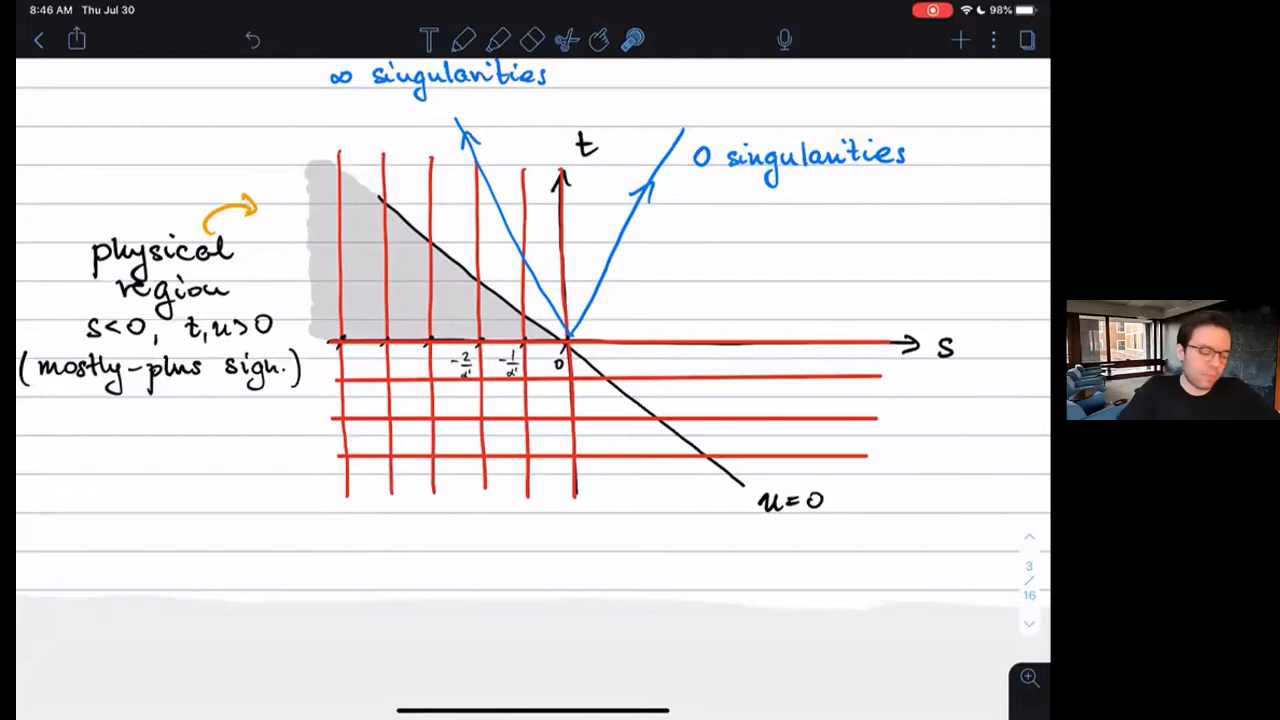 8:46 AM Thu Jul 30
98%
∞ singularities
t
0 singularities
physical
region
s<0, t,u>0
(mostly-plus sign.)
-2/α' -1/α' 0
s
u=0
3
/
16